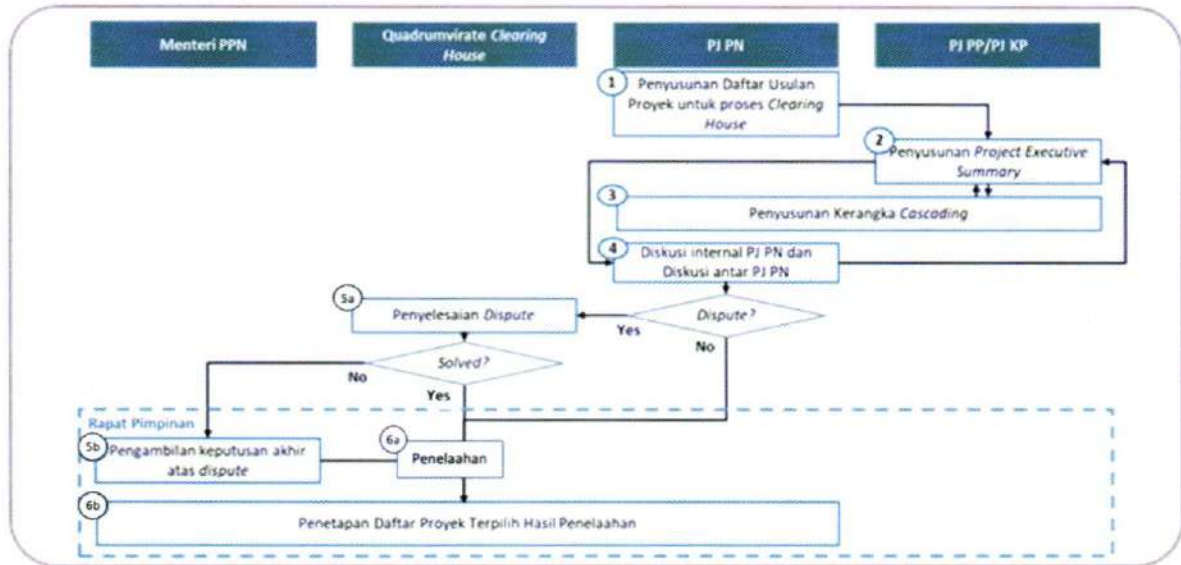 Menteri PPN
Quadrumvirate Clearing
House
PJ PN
PJ PP/PJ KP
1
Penyusunan Daftar Usulan
Proyek untuk proses Clearing
House
2
Penyusunan Project Executive
Summary
3
Penyusunan Kerangka Cascading
4
Diskusi internal PJ PN dan
Diskusi antar PJ PN
5a
Penyelesaian Dispute
Yes
Dispute?
No
Solved?
No
Yes
Rapat Pimpinan
5b
Pengambilan keputusan akhir
atas dispute
6a
Penelaahan
6b
Penetapan Daftar Proyek Terpilih Hasil Penelaahan